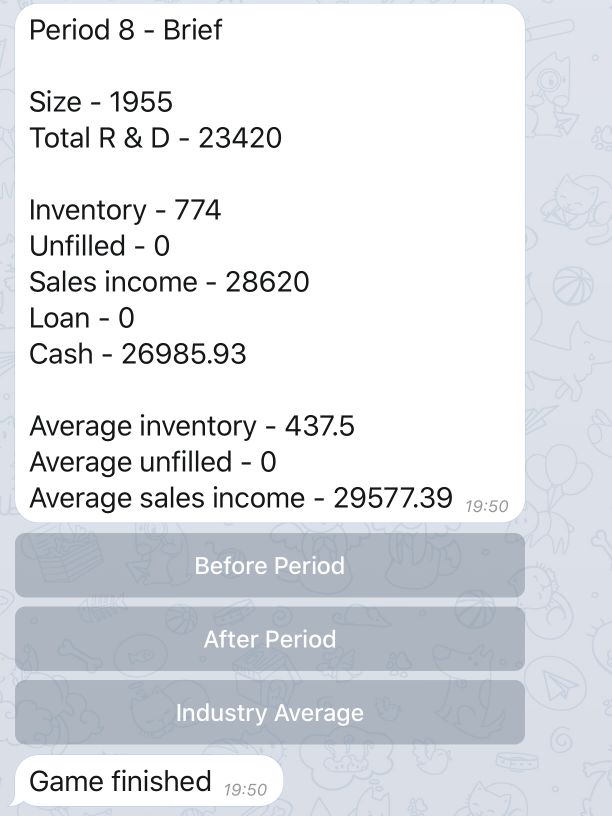 Period 8 - Brief
Size - 1955
Total R & D - 23420
Inventory - 774
Unfilled - 0
Sales income - 28620
Loan - 0
Cash - 26985.93
Average inventory - 437.5
Average unfilled - 0
Average sales income - 29577.39 19:50
Before Period
After Period
Industry Average
Game finished 19:50